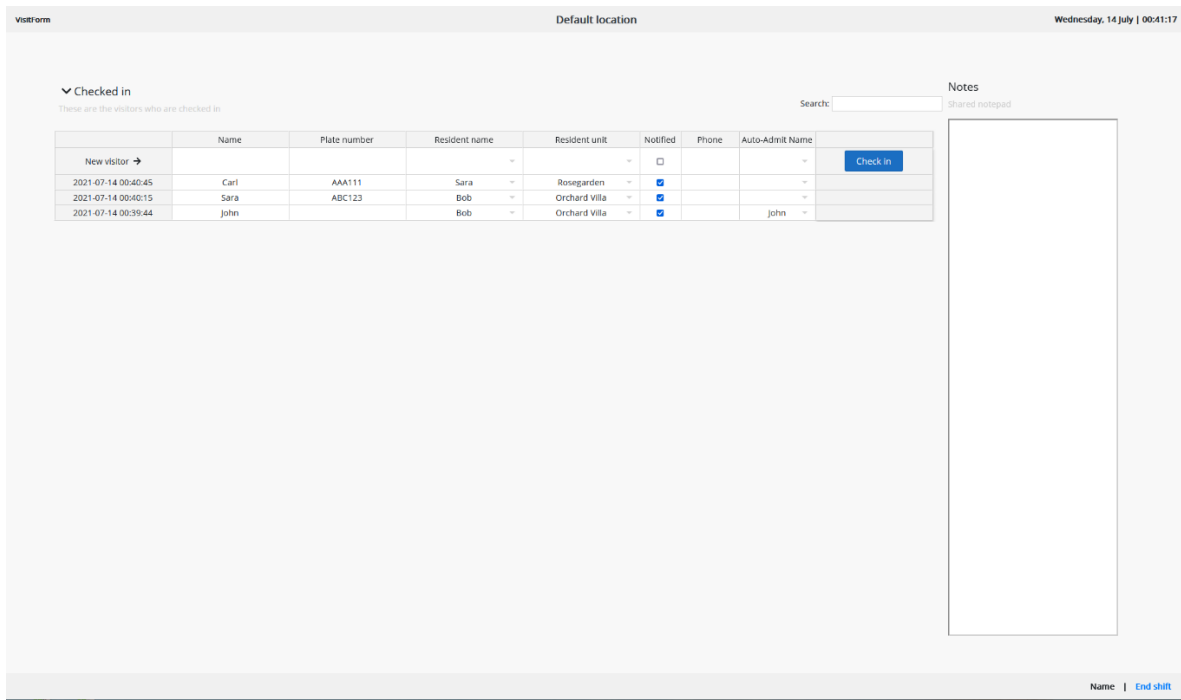 VisitForm Default location Wednesday, 14 July | 00:41:17
Checked in
These are the visitors who are checked in
Search:
Notes
Shared notepad
Name Plate number Resident name Resident unit Notified Phone Auto-Admit Name
New visitor → Check in
2021-07-14 00:40:45 Carl AAA111 Sara Rosegarden
2021-07-14 00:40:15 Sara ABC123 Bob Orchard Villa
2021-07-14 00:39:44 John Bob Orchard Villa John
Name | End shift